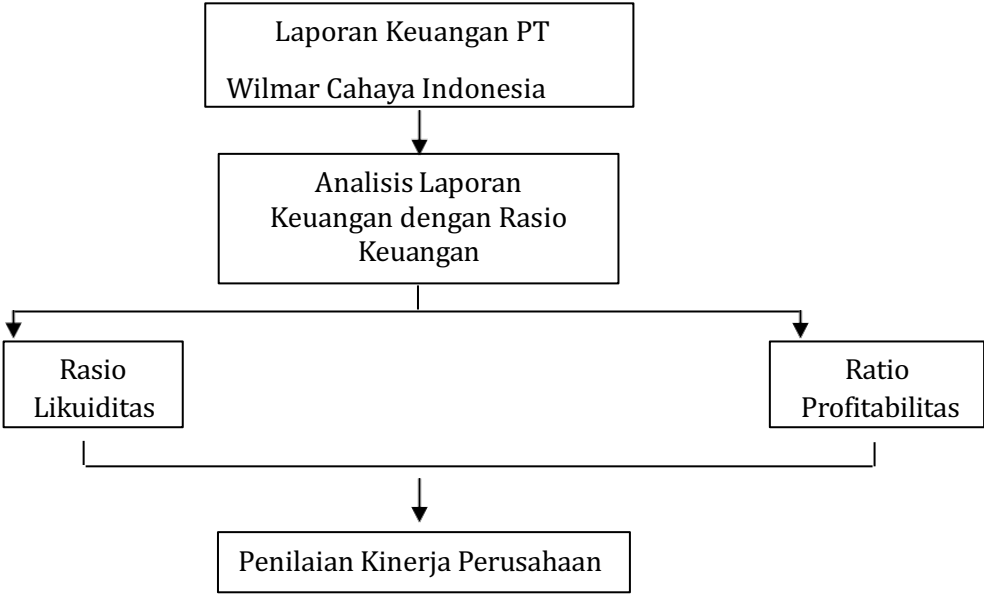 Laporan Keuangan PT
Wilmar Cahaya Indonesia
Analisis Laporan
Keuangan dengan Rasio
Keuangan
Rasio
Likuiditas
Ratio
Profitabilitas
Penilaian Kinerja Perusahaan